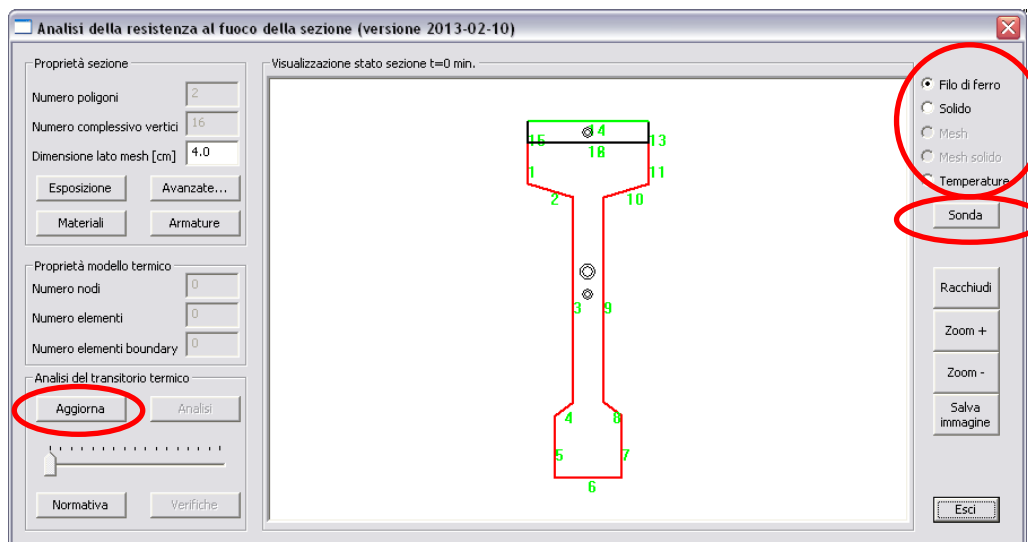 Analisi della resistenza al fuoco della sezione (versione 2013-02-10)
Proprietà sezione
Numero poligoni 2
Numero complessivo vertici 16
Dimensione lato mesh [cm] 4.0
Esposizione Avanzate...
Materiali Armature
Proprietà modello termico
Numero nodi 0
Numero elementi 0
Numero elementi boundary 0
Analisi del transitorio termico
Aggiorna Analisi
Normativa Verifiche
Visualizzazione stato sezione t=0 min.
14
15 13
18
1 11
2 10
3 9
4 8
5 7
6
Filo di ferro
Solido
Mesh
Mesh solido
Temperature
Sonda
Racchiudi
Zoom +
Zoom -
Salva
immagine
Esci